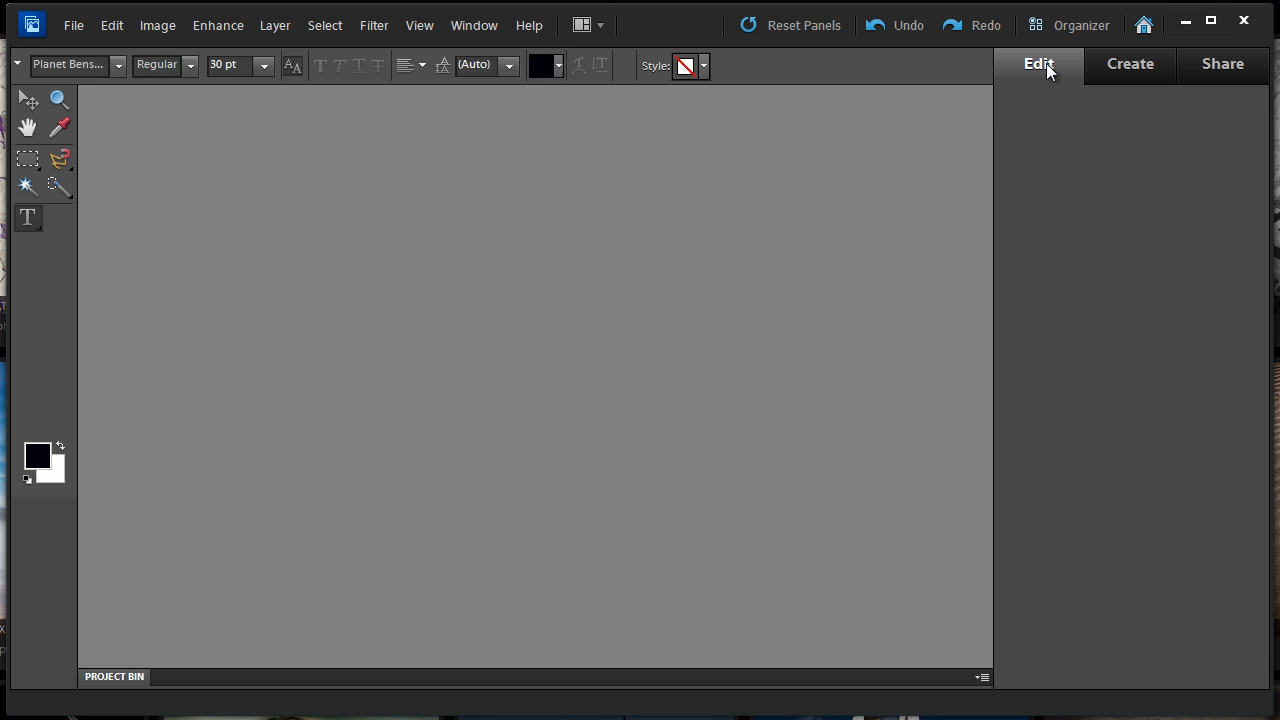 File Edit Image Enhance Layer Select Filter View Window Help Reset Panels Undo Redo Organizer
Planet Bens... Regular 30 pt (Auto) Style: Edit Create Share
T
PROJECT BIN